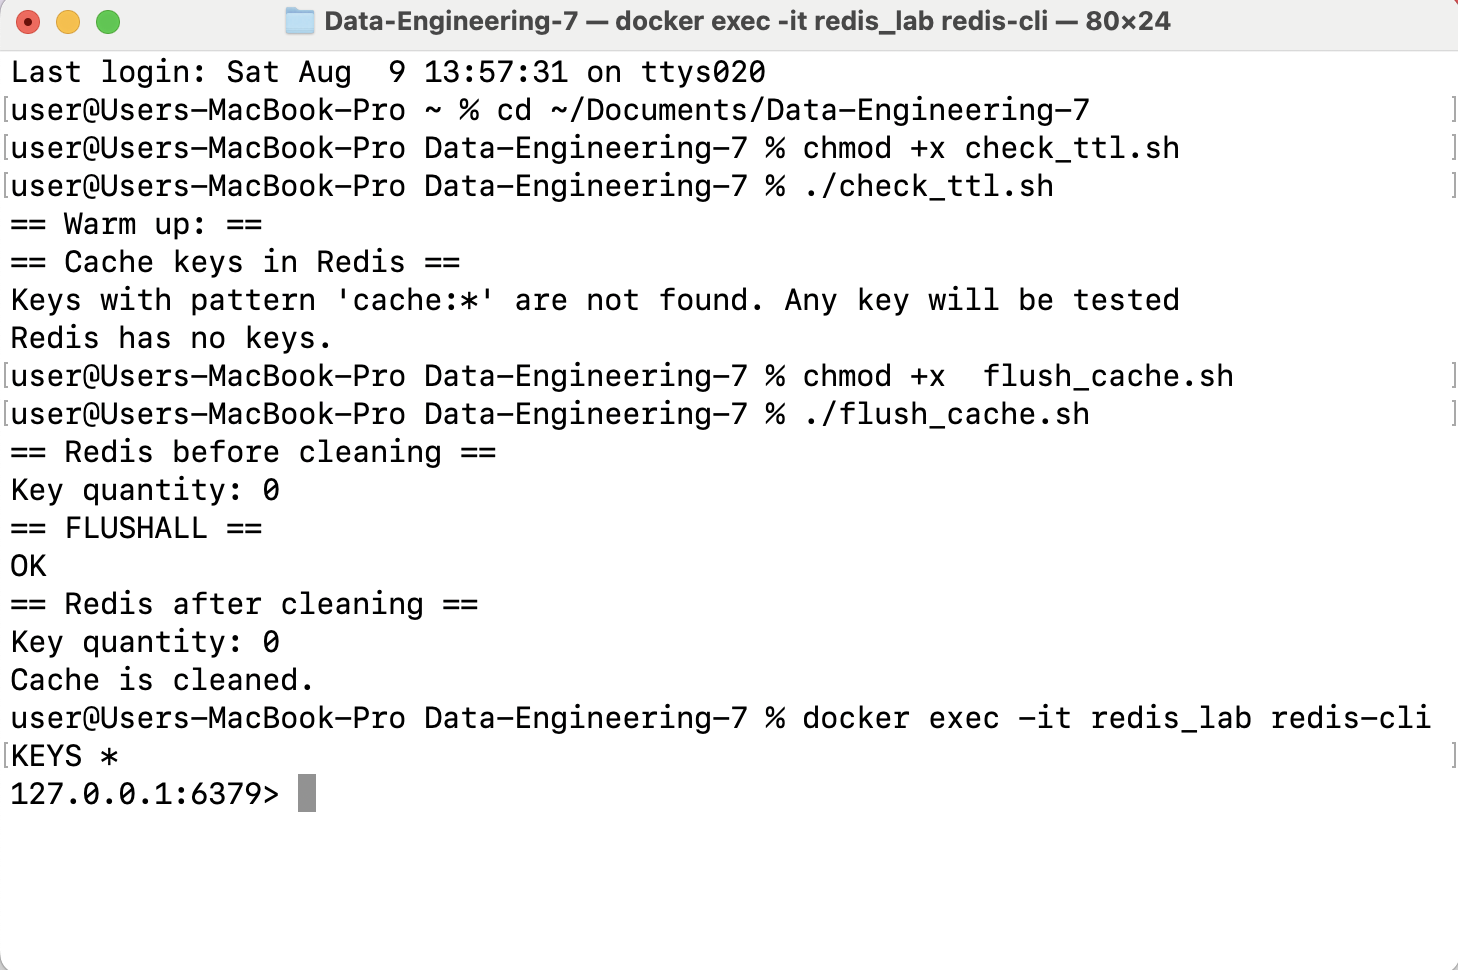 Data-Engineering-7 — docker exec -it redis_lab redis-cli — 80×24
Last login: Sat Aug  9 13:57:31 on ttys020
[user@Users-MacBook-Pro ~ % cd ~/Documents/Data-Engineering-7 ]
[user@Users-MacBook-Pro Data-Engineering-7 % chmod +x check_ttl.sh ]
[user@Users-MacBook-Pro Data-Engineering-7 % ./check_ttl.sh ]
== Warm up: ==
== Cache keys in Redis ==
Keys with pattern 'cache:*' are not found. Any key will be tested
Redis has no keys.
[user@Users-MacBook-Pro Data-Engineering-7 % chmod +x  flush_cache.sh ]
[user@Users-MacBook-Pro Data-Engineering-7 % ./flush_cache.sh ]
== Redis before cleaning ==
Key quantity: 0
== FLUSHALL ==
OK
== Redis after cleaning ==
Key quantity: 0
Cache is cleaned.
user@Users-MacBook-Pro Data-Engineering-7 % docker exec -it redis_lab redis-cli
[KEYS * ]
127.0.0.1:6379>